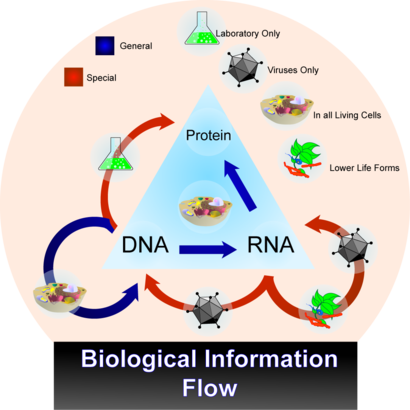 Laboratory Only
General
Special
Viruses Only
In all Living Cells
Lower Life Forms
Protein
DNA
RNA
Biological Information
Flow